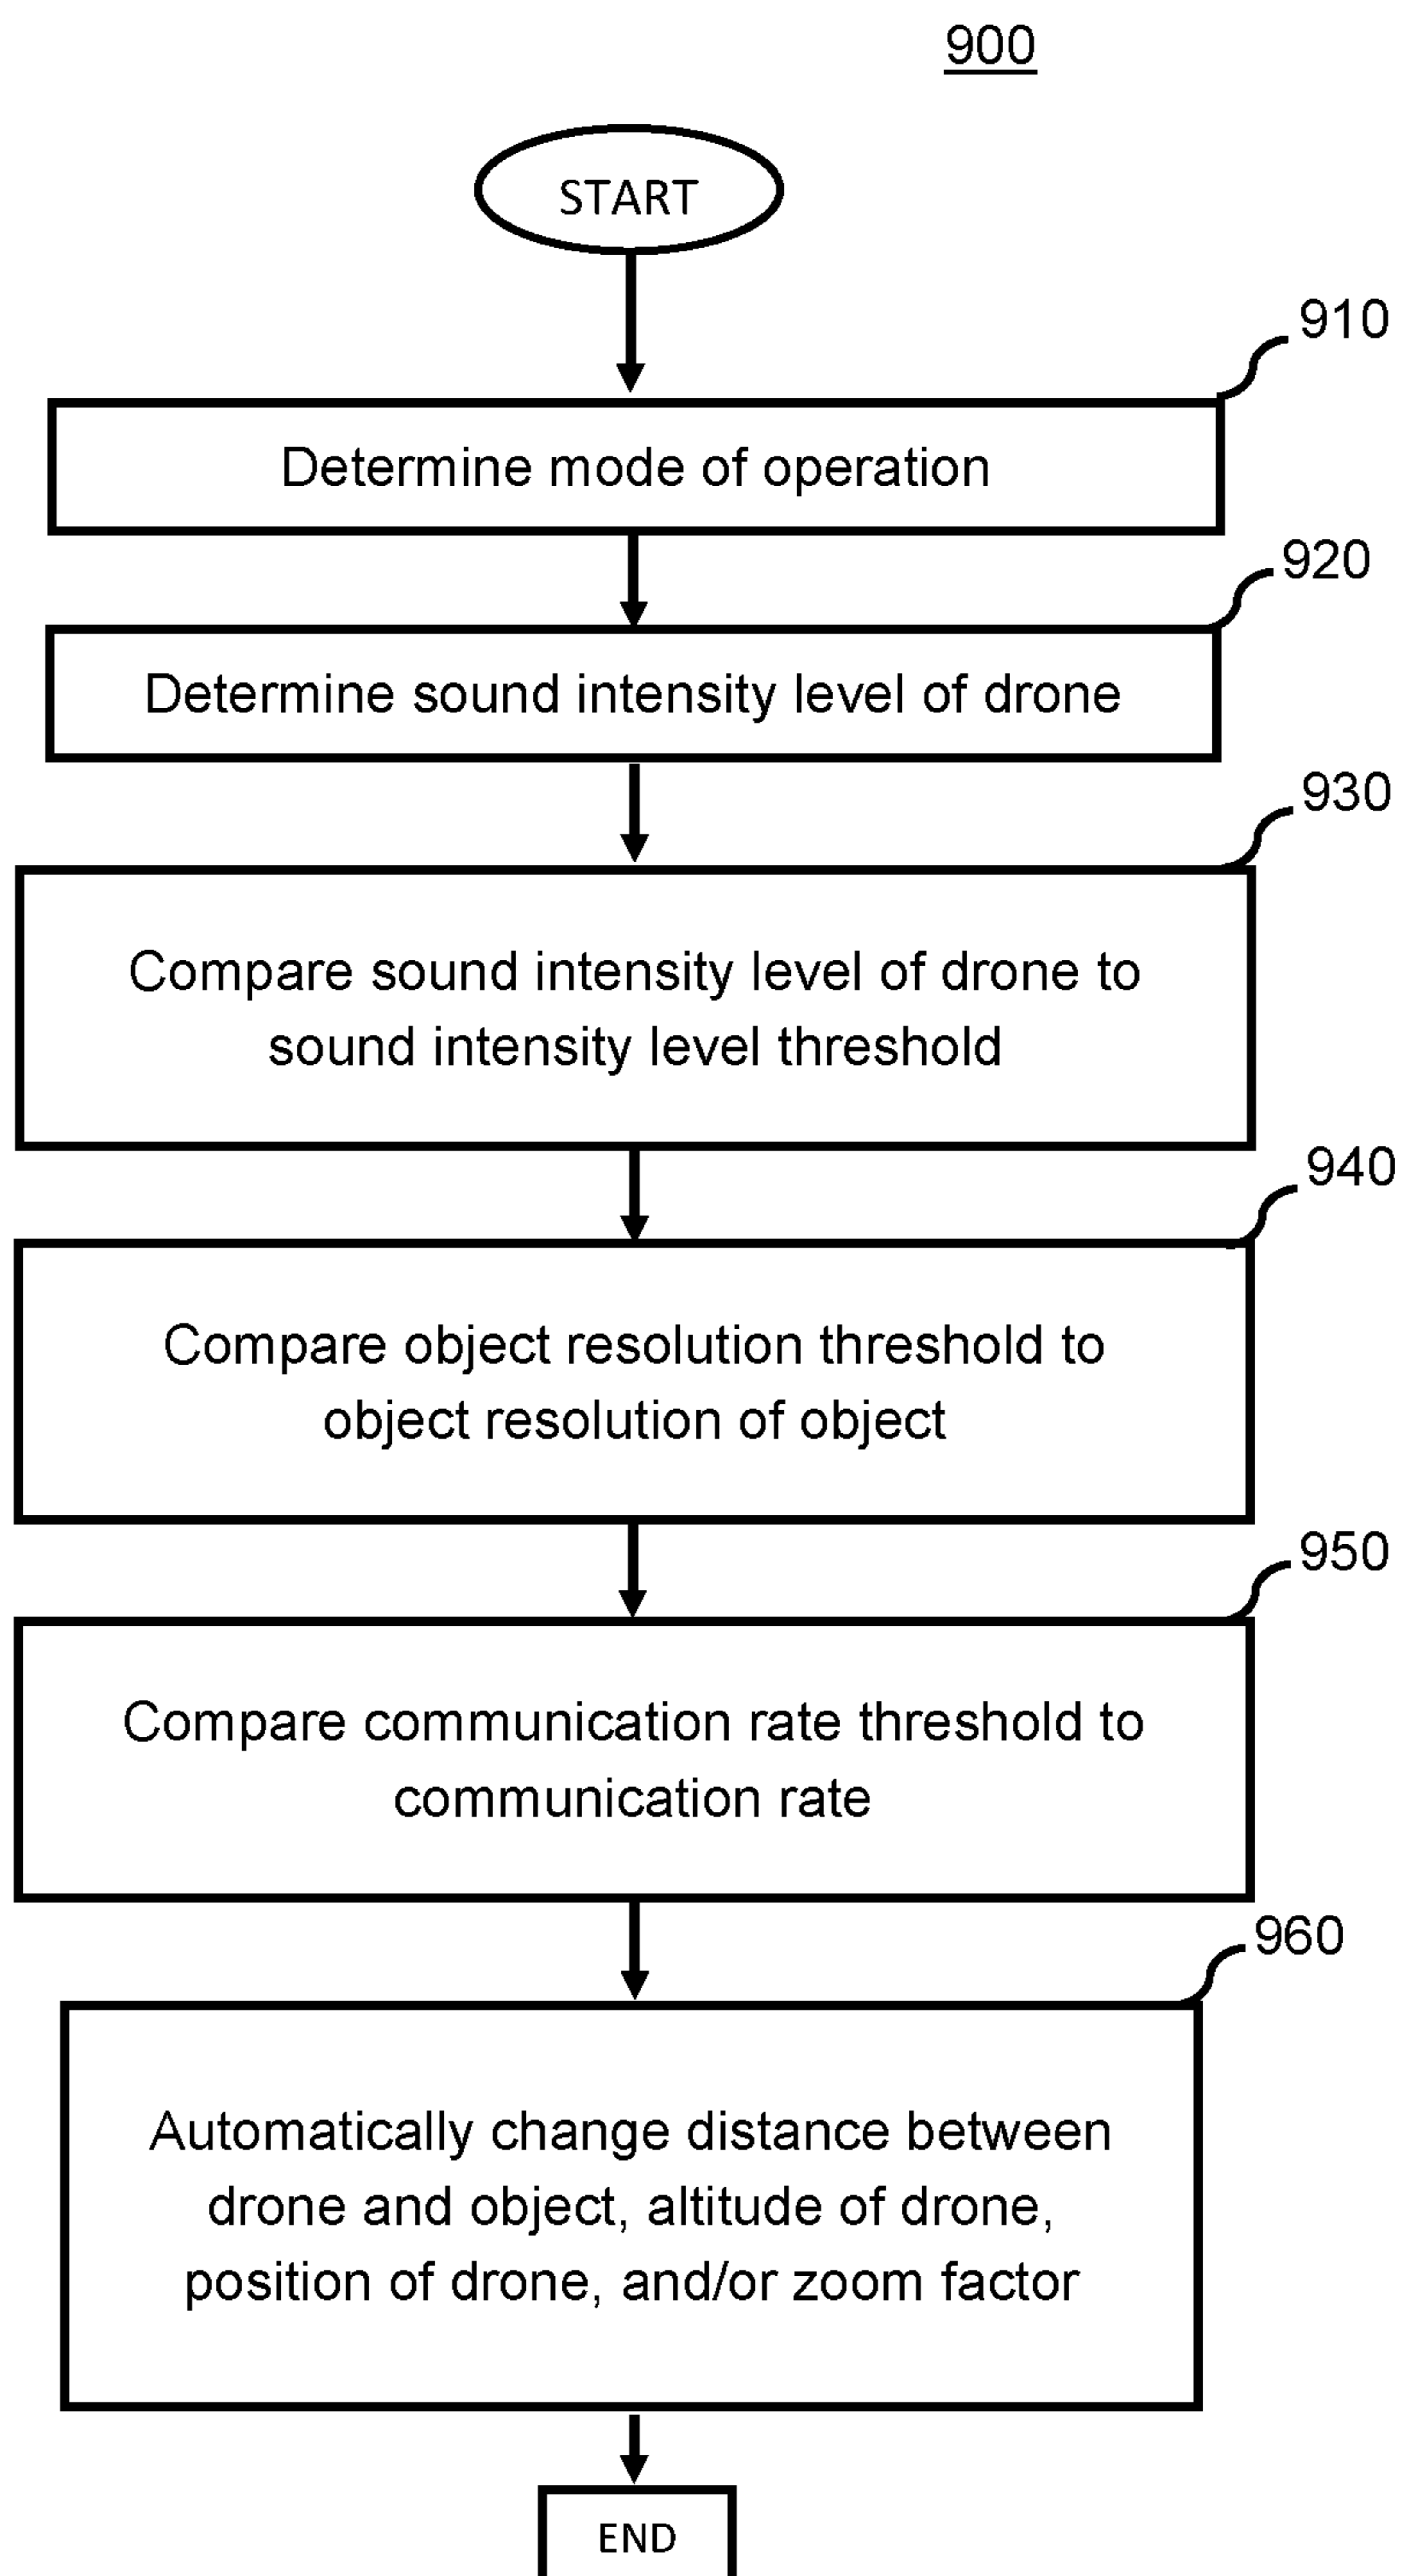 900
START
910
Determine mode of operation
920
Determine sound intensity level of drone
930
Compare sound intensity level of drone to
sound intensity level threshold
940
Compare object resolution threshold to
object resolution of object
950
Compare communication rate threshold to
communication rate
960
Automatically change distance between
drone and object, altitude of drone,
position of drone, and/or zoom factor
END